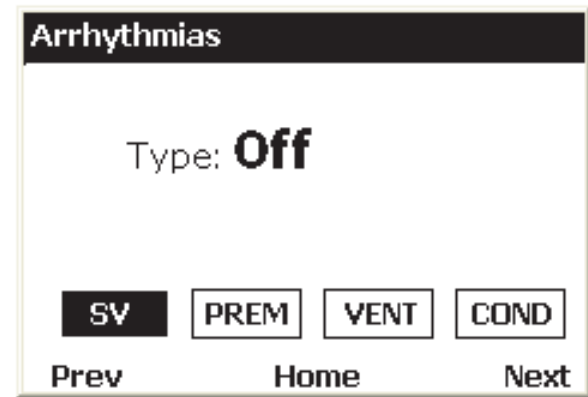 Arrhythmias
Type: Off
SV PREM VENT COND
Prev Home Next